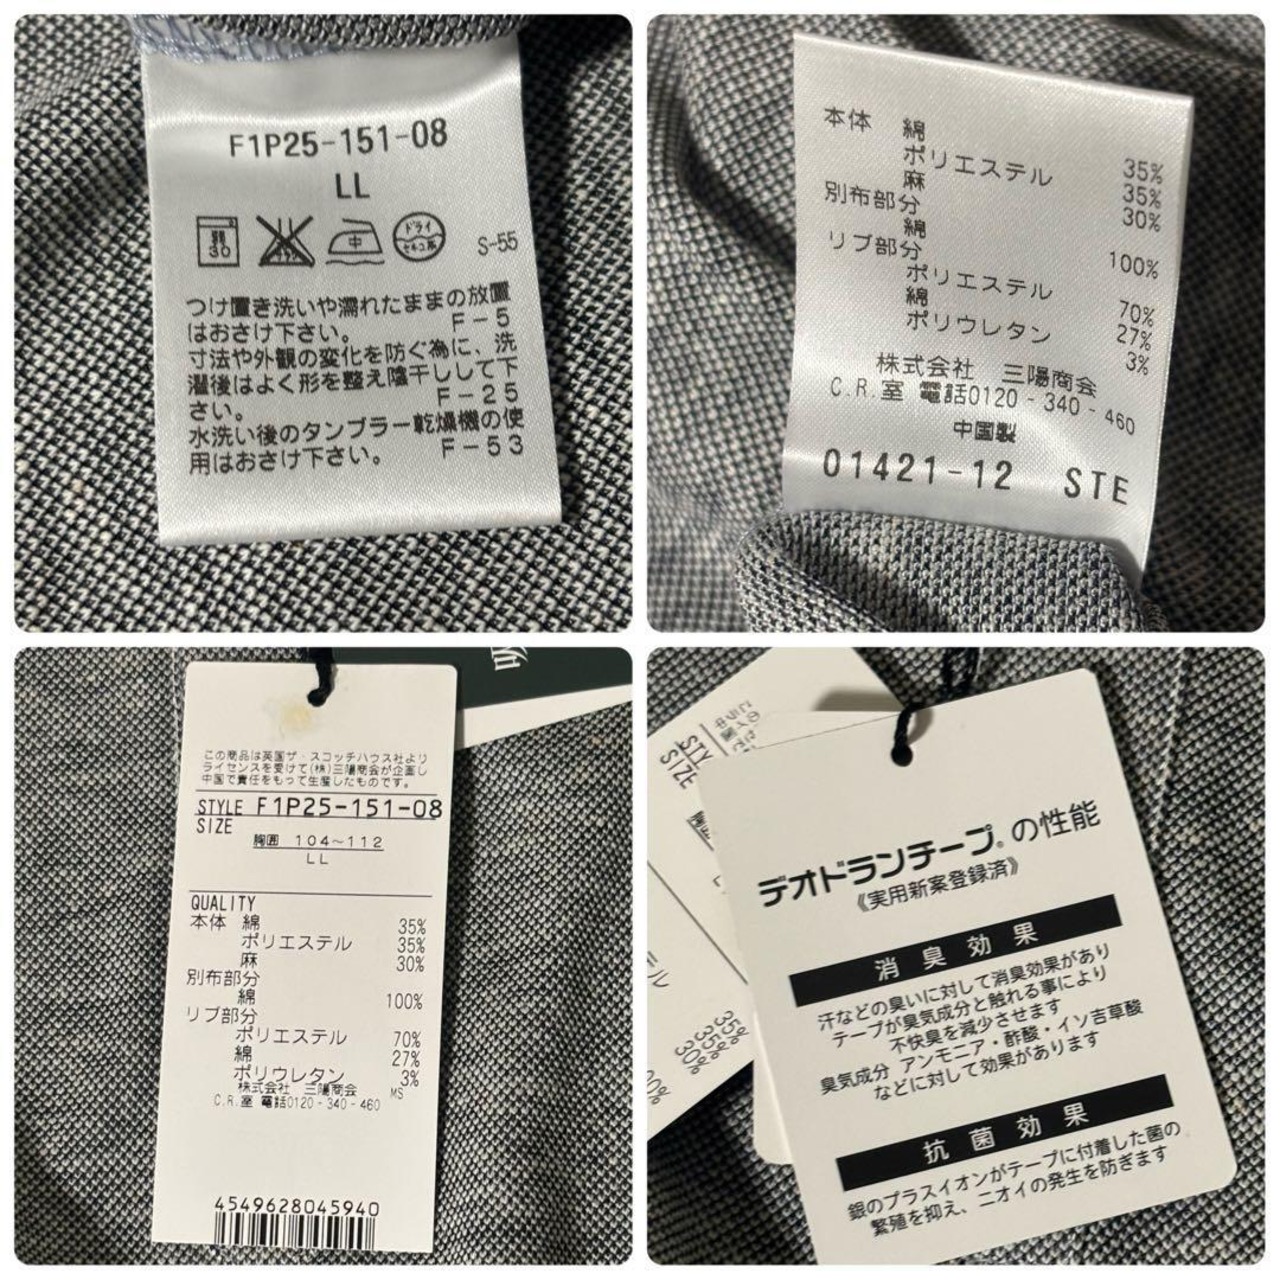 F1P25-151-08
LL
弱
30
中
ドライ
セキユ系
S-55
つけ置き洗いや濡れたままの放置
はおさけ下さい。 F-5
寸法や外観の変化を防ぐ為に、洗
濯後はよく形を整え陰干しして下
さい。 F-25
水洗い後のタンブラー乾燥機の使
用はおさけ下さい。 F-53
本体 綿 35%
ポリエステル 35%
麻 30%
別布部分
綿 100%
リブ部分
ポリエステル 70%
綿 27%
ポリウレタン 3%
株式会社 三陽商会
C.R.室 電話0120-340-460
中国製
01421-12 STE
この商品は英国ザ・スコッチハウス社より
ライセンスを受けて(株)三陽商会が企画し
中国で責任をもって生産したものです。
STYLE F1P25-151-08
SIZE
胸囲 104~112
LL
QUALITY
本体 綿 35%
ポリエステル 35%
麻 30%
別布部分
綿 100%
リブ部分
ポリエステル 70%
綿 27%
ポリウレタン 3%
株式会社 三陽商会 MS
C.R.室 電話0120-340-460
4549628045940
STY
SIZE
胸囲
L
テル
35%
35%
30%
デオドランテープ®の性能
《実用新案登録済》
消臭効果
汗などの臭いに対して消臭効果があり
テープが臭気成分と触れる事により
不快臭を減少させます
臭気成分 アンモニア・酢酸・イソ吉草酸
などに対して効果があります
抗菌効果
銀のプラスイオンがテープに付着した菌の
繁殖を抑え、ニオイの発生を防ぎます